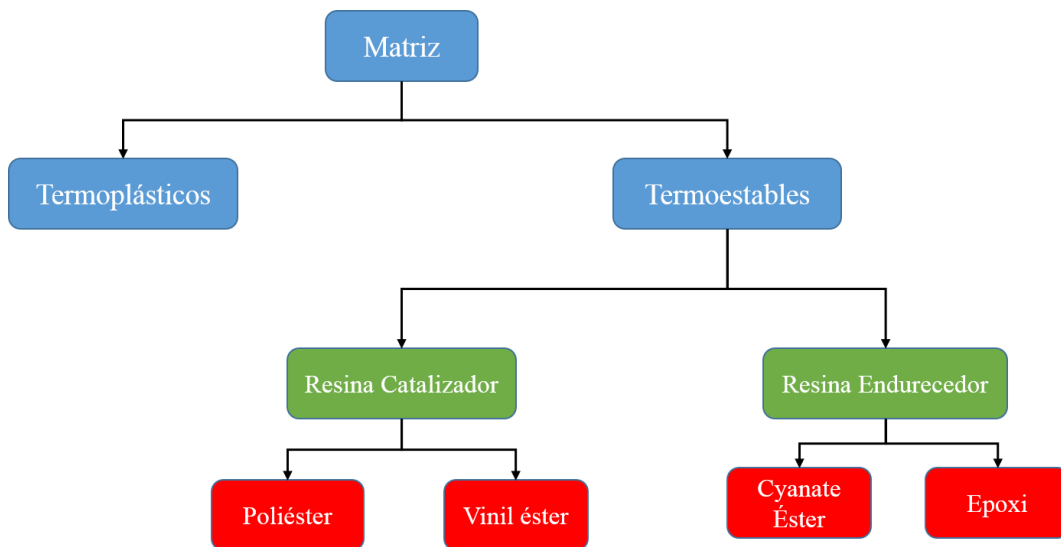 Matriz
Termoplásticos
Termoestables
Resina Catalizador
Resina Endurecedor
Poliéster
Vinil éster
Cyanate
Éster
Epoxi